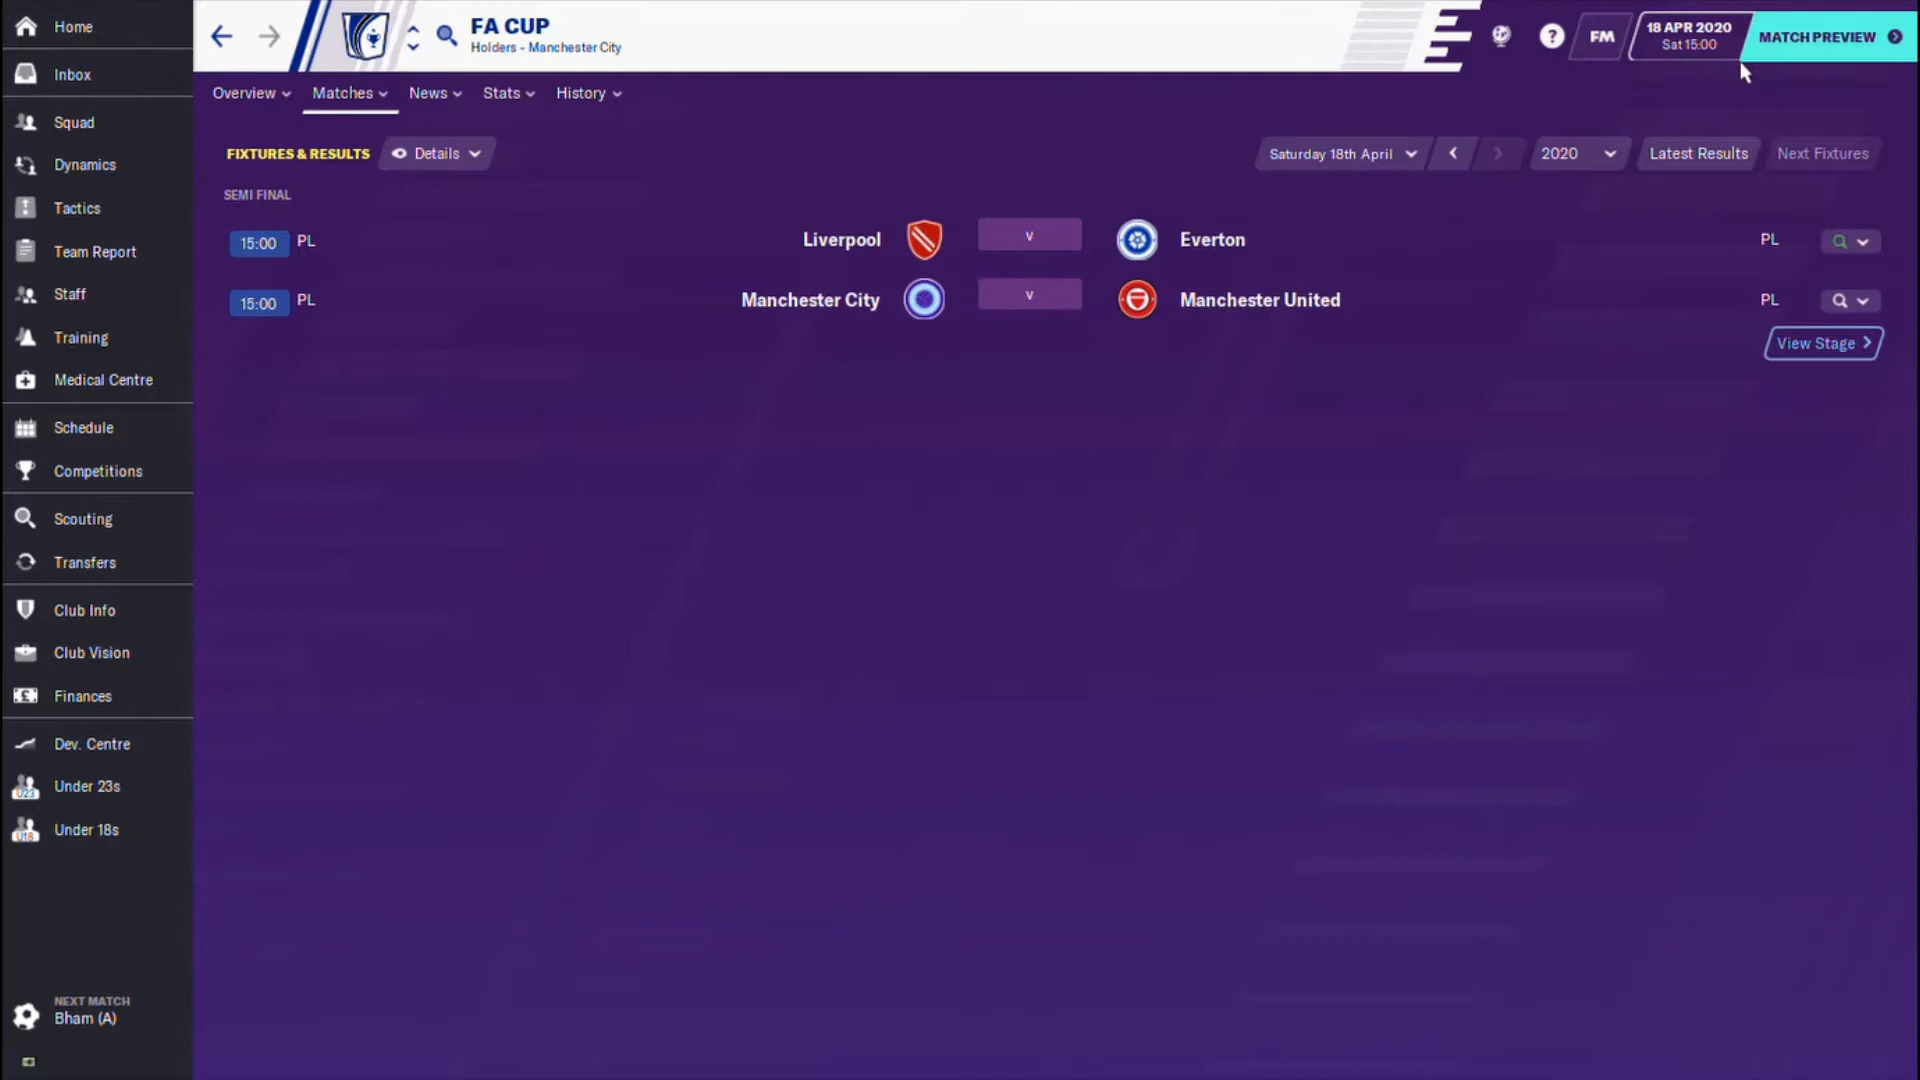 Home
Inbox
Squad
Dynamics
Tactics
Team Report
Staff
Training
Medical Centre
Schedule
Competitions
Scouting
Transfers
Club Info
Club Vision
Finances
Dev. Centre
U23
Under 23s
U18
Under 18s
NEXT MATCH
Bham (A)
FA CUP
Holders - Manchester City
?
FM
18 APR 2020
Sat 15:00
MATCH PREVIEW
Overview Matches News Stats History
FIXTURES & RESULTS Details Saturday 18th April 2020 Latest Results Next Fixtures
SEMI FINAL
15:00 PL Liverpool v Everton PL
15:00 PL Manchester City v Manchester United PL
View Stage